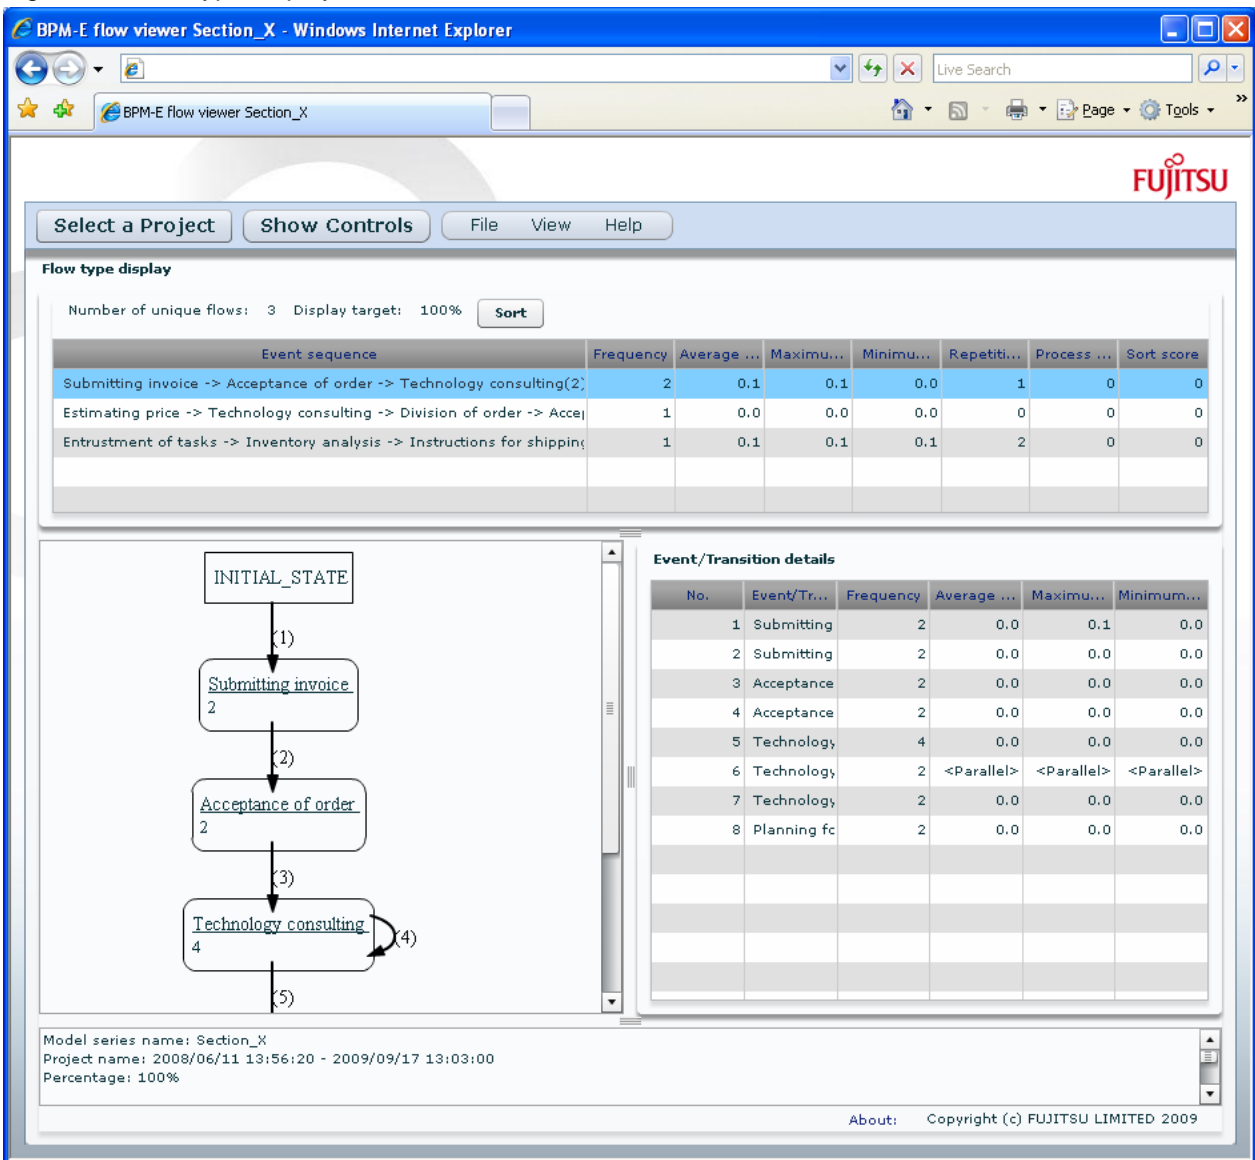 BPM-E flow viewer Section_X - Windows Internet Explorer
Live Search
BPM-E flow viewer Section_X
Page Tools »
FUJITSU
Select a Project Show Controls File View Help
Flow type display
Number of unique flows: 3 Display target: 100% Sort
Event sequence Frequency Average ... Maximu... Minimu... Repetiti... Process ... Sort score
Submitting invoice -> Acceptance of order -> Technology consulting(2) 2 0.1 0.1 0.0 1 0 0
Estimating price -> Technology consulting -> Division of order -> Accep 1 0.0 0.0 0.0 0 0 0
Entrustment of tasks -> Inventory analysis -> Instructions for shipping 1 0.1 0.1 0.1 2 0 0
INITIAL_STATE
(1)
Submitting invoice
2
(2)
Acceptance of order
2
(3)
Technology consulting
4
(4)
(5)
Event/Transition details
No. Event/Tr... Frequency Average ... Maximu... Minimum...
1 Submitting 2 0.0 0.1 0.0
2 Submitting 2 0.0 0.0 0.0
3 Acceptance 2 0.0 0.0 0.0
4 Acceptance 2 0.0 0.0 0.0
5 Technology 4 0.0 0.0 0.0
6 Technology 2 <Parallel> <Parallel> <Parallel>
7 Technology 2 0.0 0.0 0.0
8 Planning fc 2 0.0 0.0 0.0
Model series name: Section_X
Project name: 2008/06/11 13:56:20 - 2009/09/17 13:03:00
Percentage: 100%
About: Copyright (c) FUJITSU LIMITED 2009